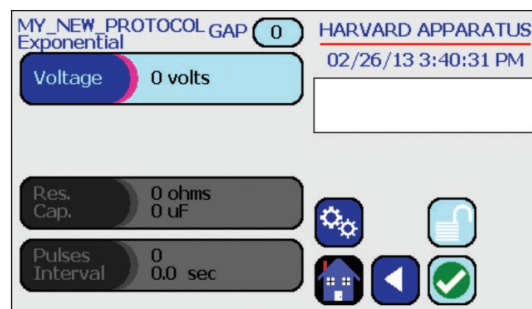 MY_NEW_PROTOCOL GAP 0
Exponential
HARVARD APPARATUS
02/26/13 3:40:31 PM
Voltage 0 volts
Res. 0 ohms
Cap. 0 uF
Pulses 0
Interval 0.0 sec